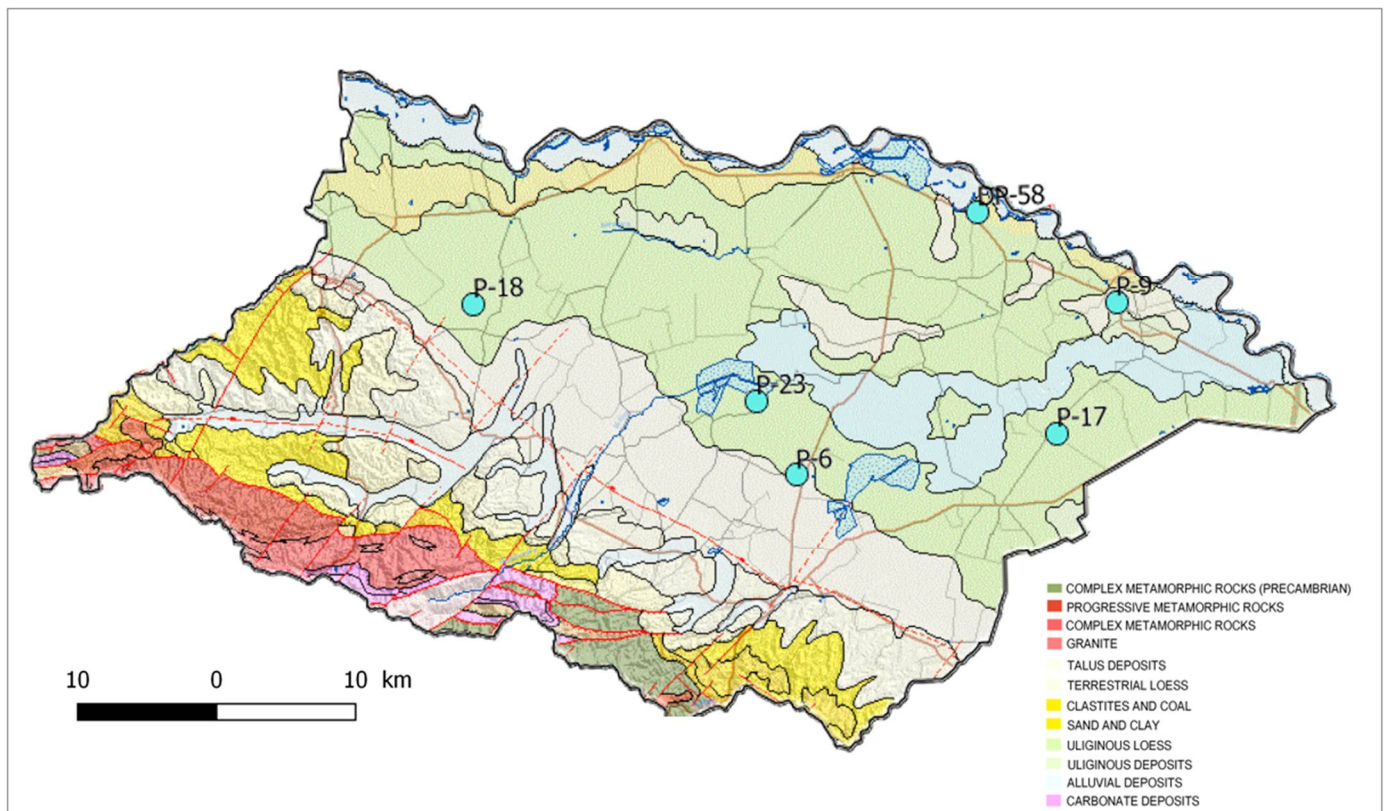 DP-58
P-18
P-9
P-23
P-17
P-6
10 0 10 km
COMPLEX METAMORPHIC ROCKS (PRECAMBRIAN)
PROGRESSIVE METAMORPHIC ROCKS
COMPLEX METAMORPHIC ROCKS
GRANITE
TALUS DEPOSITS
TERRESTRIAL LOESS
CLASTITES AND COAL
SAND AND CLAY
ULIGINOUS LOESS
ULIGINOUS DEPOSITS
ALLUVIAL DEPOSITS
CARBONATE DEPOSITS